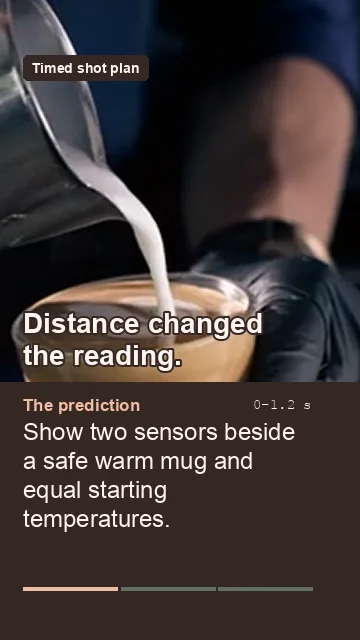 Timed shot plan
Distance changed
the reading.
The prediction 0–1.2 s
Show two sensors beside
a safe warm mug and
equal starting
temperatures.